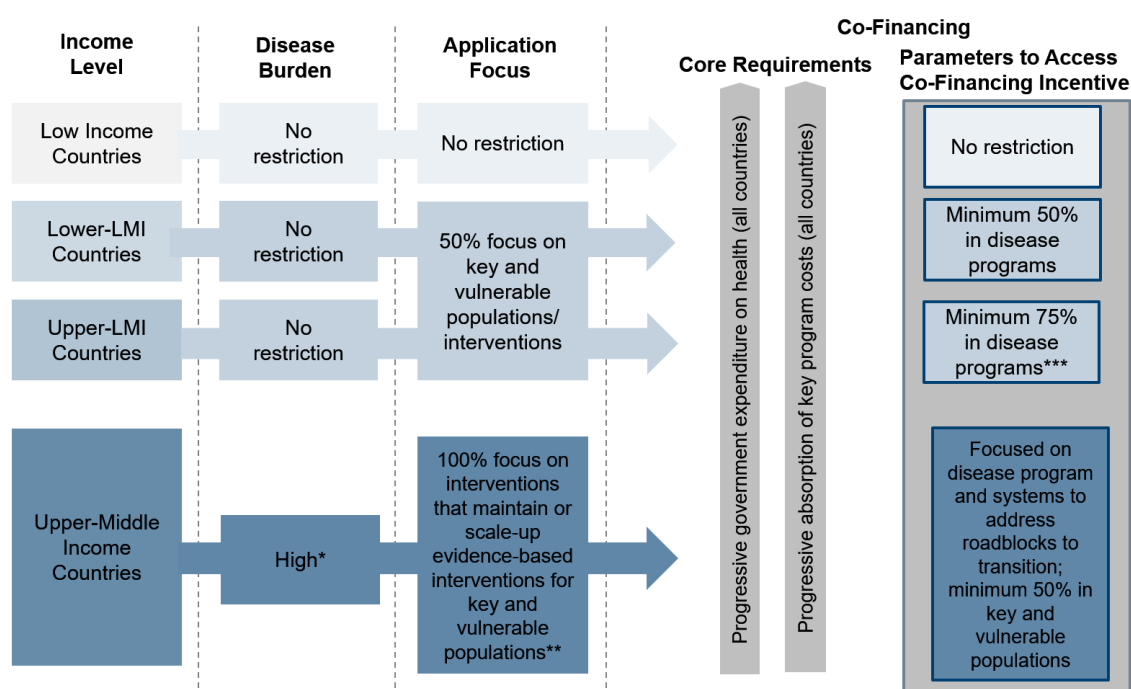 Co-Financing
Income
Level
Disease
Burden
Application
Focus
Core Requirements
Parameters to Access
Co-Financing Incentive
Low Income
Countries
No
restriction
No restriction
No restriction
Lower-LMI
Countries
No
restriction
50% focus on
key and
vulnerable
populations/
interventions
Minimum 50%
in disease
programs
Upper-LMI
Countries
No
restriction
Minimum 75%
in disease
programs***
Upper-Middle
Income
Countries
High*
100% focus on
interventions
that maintain or
scale-up
evidence-based
interventions for
key and
vulnerable
populations**
Progressive government expenditure on health (all countries)
Progressive absorption of key program costs (all countries)
Focused on
disease program
and systems to
address
roadblocks to
transition;
minimum 50% in
key and
vulnerable
populations